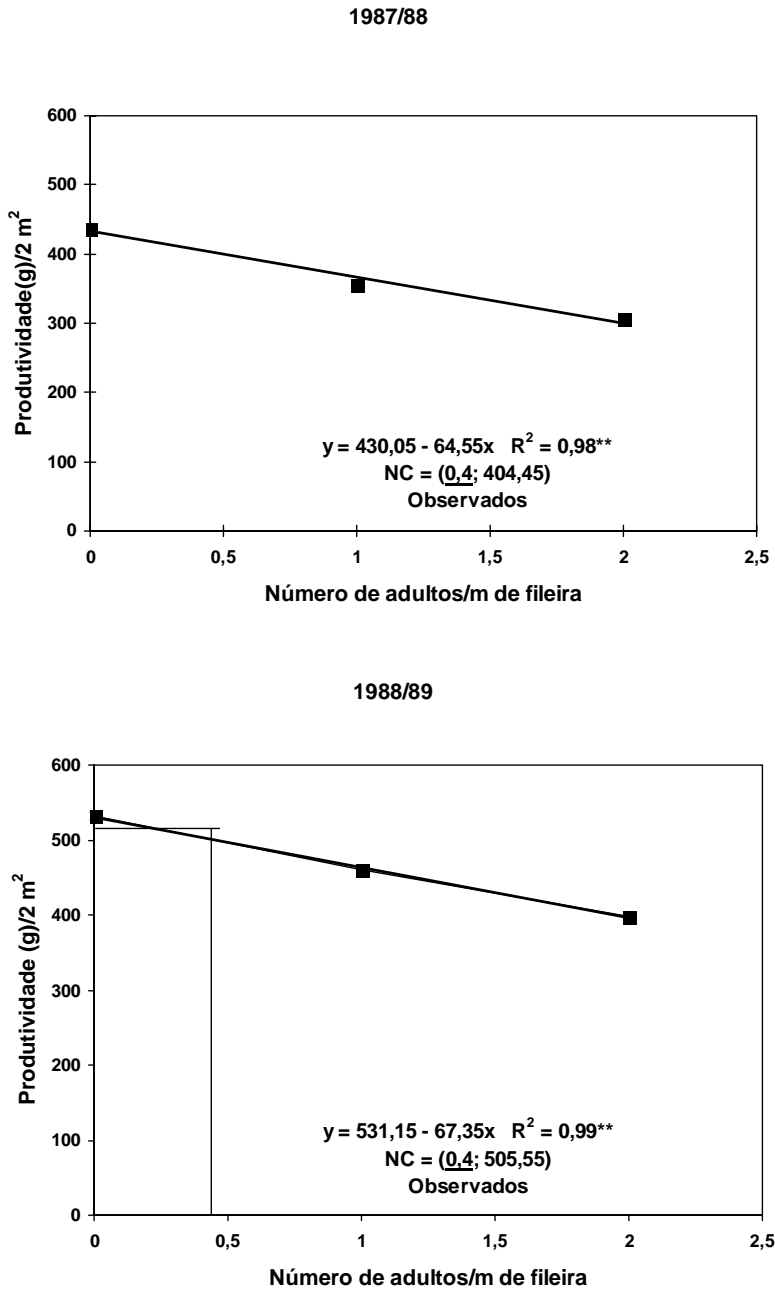 1987/88
600
500
400
300
200
100
0
Produtividade(g)/2 m²
y = 430,05 - 64,55x R² = 0,98**
NC = (0,4; 404,45)
Observados
0 0,5 1 1,5 2 2,5
Número de adultos/m de fileira
1988/89
600
500
400
300
200
100
0
Produtividade (g)/2 m²
y = 531,15 - 67,35x R² = 0,99**
NC = (0,4; 505,55)
Observados
0 0,5 1 1,5 2 2,5
Número de adultos/m de fileira